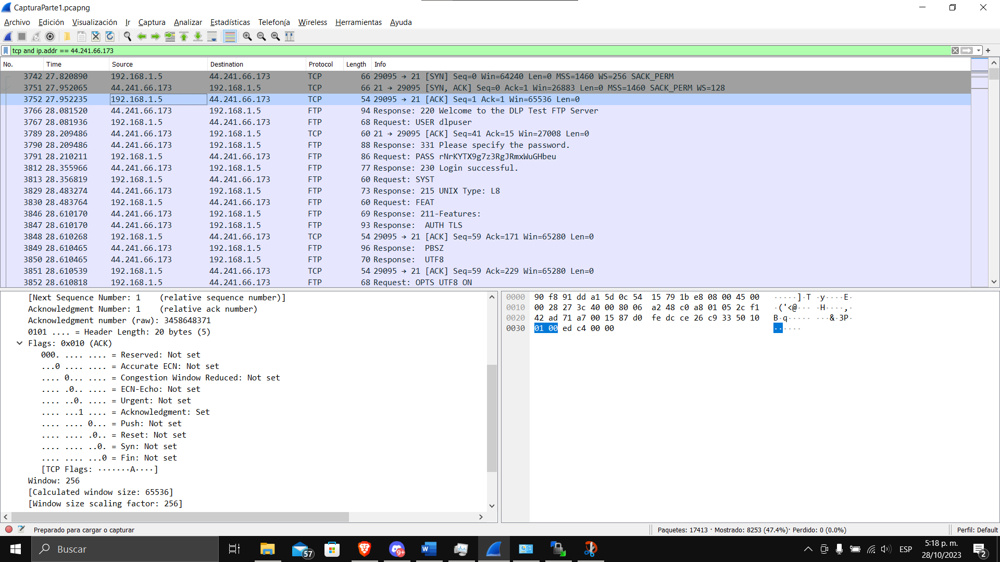 CapturaParte1.pcapng
Archivo Edición Visualización Ir Captura Analizar Estadísticas Telefonía Wireless Herramientas Ayuda
tcp and ip.addr == 44.241.66.173
No. Time Source Destination Protocol Length Info
3742 27.820890 192.168.1.5 44.241.66.173 TCP 66 29095 → 21 [SYN] Seq=0 Win=64240 Len=0 MSS=1460 WS=256 SACK_PERM
3751 27.952065 44.241.66.173 192.168.1.5 TCP 66 21 → 29095 [SYN, ACK] Seq=0 Ack=1 Win=26883 Len=0 MSS=1460 SACK_PERM WS=128
3752 27.952235 192.168.1.5 44.241.66.173 TCP 54 29095 → 21 [ACK] Seq=1 Ack=1 Win=65536 Len=0
3766 28.081520 44.241.66.173 192.168.1.5 FTP 94 Response: 220 Welcome to the DLP Test FTP Server
3767 28.081936 192.168.1.5 44.241.66.173 FTP 68 Request: USER dlpuser
3789 28.209486 44.241.66.173 192.168.1.5 TCP 60 21 → 29095 [ACK] Seq=41 Ack=15 Win=27008 Len=0
3790 28.209486 44.241.66.173 192.168.1.5 FTP 88 Response: 331 Please specify the password.
3791 28.210211 192.168.1.5 44.241.66.173 FTP 86 Request: PASS rNrKYTX9g7z3RgJRmxWuGHbeu
3812 28.355966 44.241.66.173 192.168.1.5 FTP 77 Response: 230 Login successful.
3813 28.356819 192.168.1.5 44.241.66.173 FTP 60 Request: SYST
3829 28.483274 44.241.66.173 192.168.1.5 FTP 73 Response: 215 UNIX Type: L8
3830 28.483764 192.168.1.5 44.241.66.173 FTP 60 Request: FEAT
3846 28.610170 44.241.66.173 192.168.1.5 FTP 69 Response: 211-Features:
3847 28.610170 44.241.66.173 192.168.1.5 FTP 93 Response:  AUTH TLS
3848 28.610268 192.168.1.5 44.241.66.173 TCP 54 29095 → 21 [ACK] Seq=59 Ack=171 Win=65280 Len=0
3849 28.610465 44.241.66.173 192.168.1.5 FTP 96 Response:  PBSZ
3850 28.610465 44.241.66.173 192.168.1.5 FTP 70 Response:  UTF8
3851 28.610539 192.168.1.5 44.241.66.173 TCP 54 29095 → 21 [ACK] Seq=59 Ack=229 Win=65280 Len=0
3852 28.610818 192.168.1.5 44.241.66.173 FTP 68 Request: OPTS UTF8 ON
[Next Sequence Number: 1    (relative sequence number)]
Acknowledgment Number: 1    (relative ack number)
Acknowledgment number (raw): 3458648371
0101 .... = Header Length: 20 bytes (5)
Flags: 0x010 (ACK)
000. .... .... = Reserved: Not set
...0 .... .... = Accurate ECN: Not set
.... 0... .... = Congestion Window Reduced: Not set
.... .0.. .... = ECN-Echo: Not set
.... ..0. .... = Urgent: Not set
.... ...1 .... = Acknowledgment: Set
.... .... 0... = Push: Not set
.... .... .0.. = Reset: Not set
.... .... ..0. = Syn: Not set
.... .... ...0 = Fin: Not set
[TCP Flags: ·······A····]
Window: 256
[Calculated window size: 65536]
[Window size scaling factor: 256]
0000 90 f8 91 dd a1 5d 0c 54 15 79 1b e8 08 00 45 00 ·····]·T ·y····E·
0010 00 28 27 3c 40 00 80 06 a2 48 c0 a8 01 05 2c f1 ·('<@··· ·H····,·
0020 42 ad 71 a7 00 15 87 d0 fe dc ce 26 c9 33 50 10 B·q····· ···&·3P·
0030 01 00 ed c4 00 00 ······
Preparado para cargar o capturar
Paquetes: 17413 · Mostrado: 8253 (47.4%)· Perdido: 0 (0.0%)
Perfil: Default
Buscar
57
9+
ESP
5:18 p. m.
28/10/2023
2